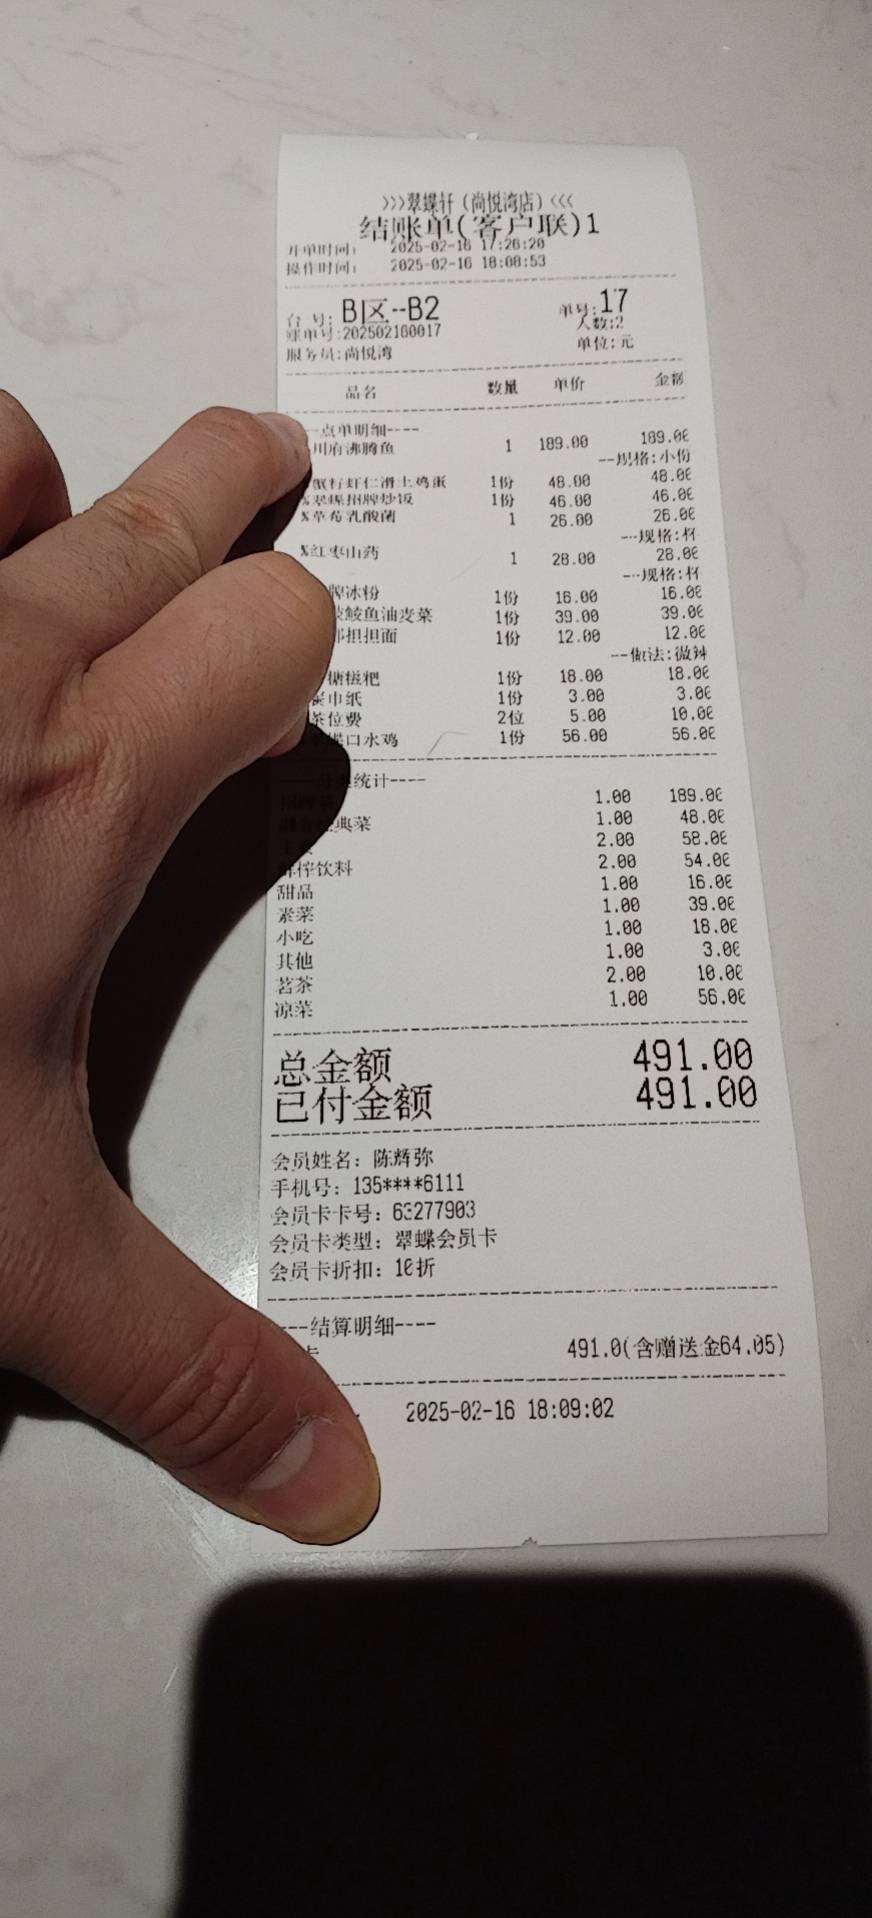 >>>翠蝶轩(尚悦湾店)<<<
结账单(客户联)1
开单时间: 2025-02-16 17:26:20
操作时间: 2025-02-16 18:08:53
台 号: B区--B2 单号:17
账单号:202502160017 人数:2
服务员:尚悦湾 单位:元
品名 数量 单价 金额
点单明细----
川府沸腾鱼 1 189.00 189.00
--规格:小份
蟹籽虾仁滑土鸡蛋 1份 48.00 48.00
%翠蝶招牌炒饭 1份 46.00 46.00
%草莓乳酸菌 1 26.00 26.00
--规格:杯
%红枣山药 1 28.00 28.00
--规格:杯
牌冰粉 1份 16.00 16.00
鲮鱼油麦菜 1份 39.00 39.00
担担面 1份 12.00 12.00
--做法:微辣
糖糍粑 1份 18.00 18.00
巾纸 1份 3.00 3.00
茶位费 2位 5.00 10.00
口水鸡 1份 56.00 56.00
统计----
1.00 189.00
典菜 1.00 48.00
2.00 58.00
鲜榨饮料 2.00 54.00
甜品 1.00 16.00
素菜 1.00 39.00
小吃 1.00 18.00
其他 1.00 3.00
茗茶 2.00 10.00
凉菜 1.00 56.00
总金额 491.00
已付金额 491.00
会员姓名: 陈辉弥
手机号: 135****6111
会员卡卡号: 63277903
会员卡类型: 翠蝶会员卡
会员卡折扣: 10折
---结算明细----
卡 491.0(含赠送金64.05)
2025-02-16 18:09:02